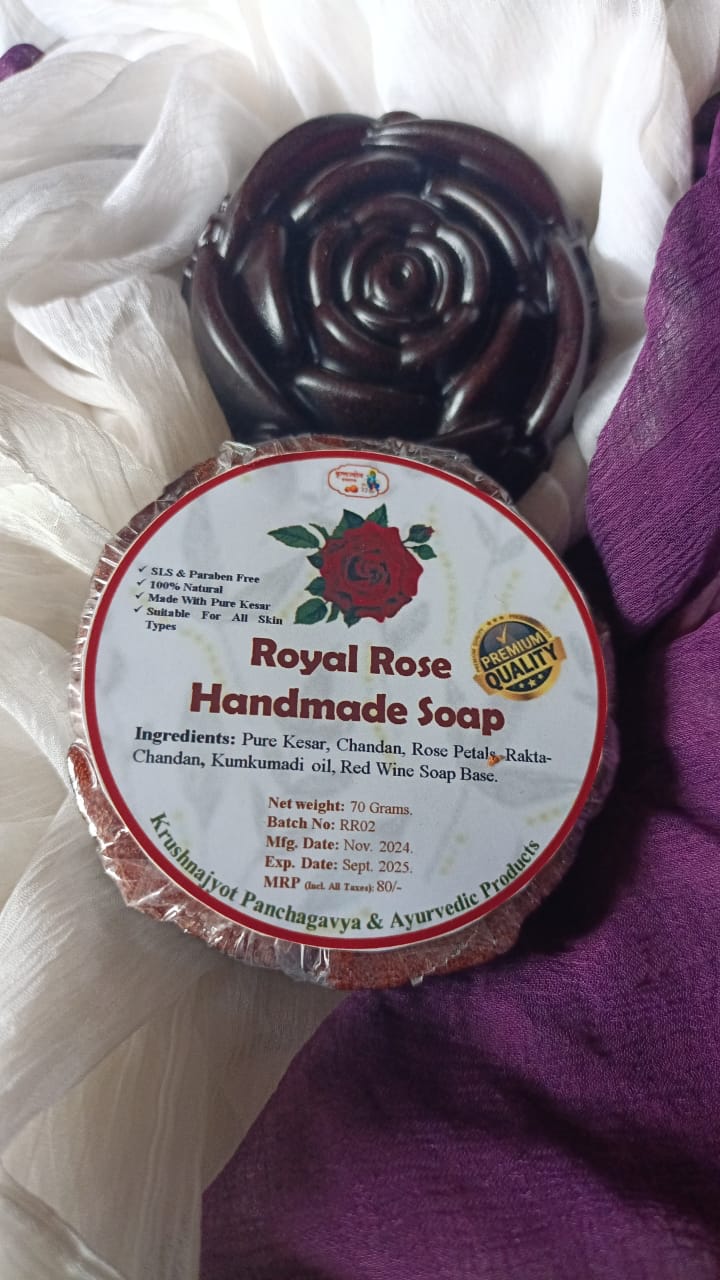 ✓ SLS & Paraben Free
✓ 100% Natural
✓ Made With Pure Kesar
✓ Suitable For All Skin
Types
PREMIUM
QUALITY
Royal Rose
Handmade Soap
Ingredients: Pure Kesar, Chandan, Rose Petals, Rakta-
Chandan, Kumkumadi oil, Red Wine Soap Base.
Net weight: 70 Grams.
Batch No: RR02
Mfg. Date: Nov. 2024.
Exp. Date: Sept. 2025.
MRP (Incl. All Taxes): 80/-
Krushnajyot Panchagavya & Ayurvedic Products